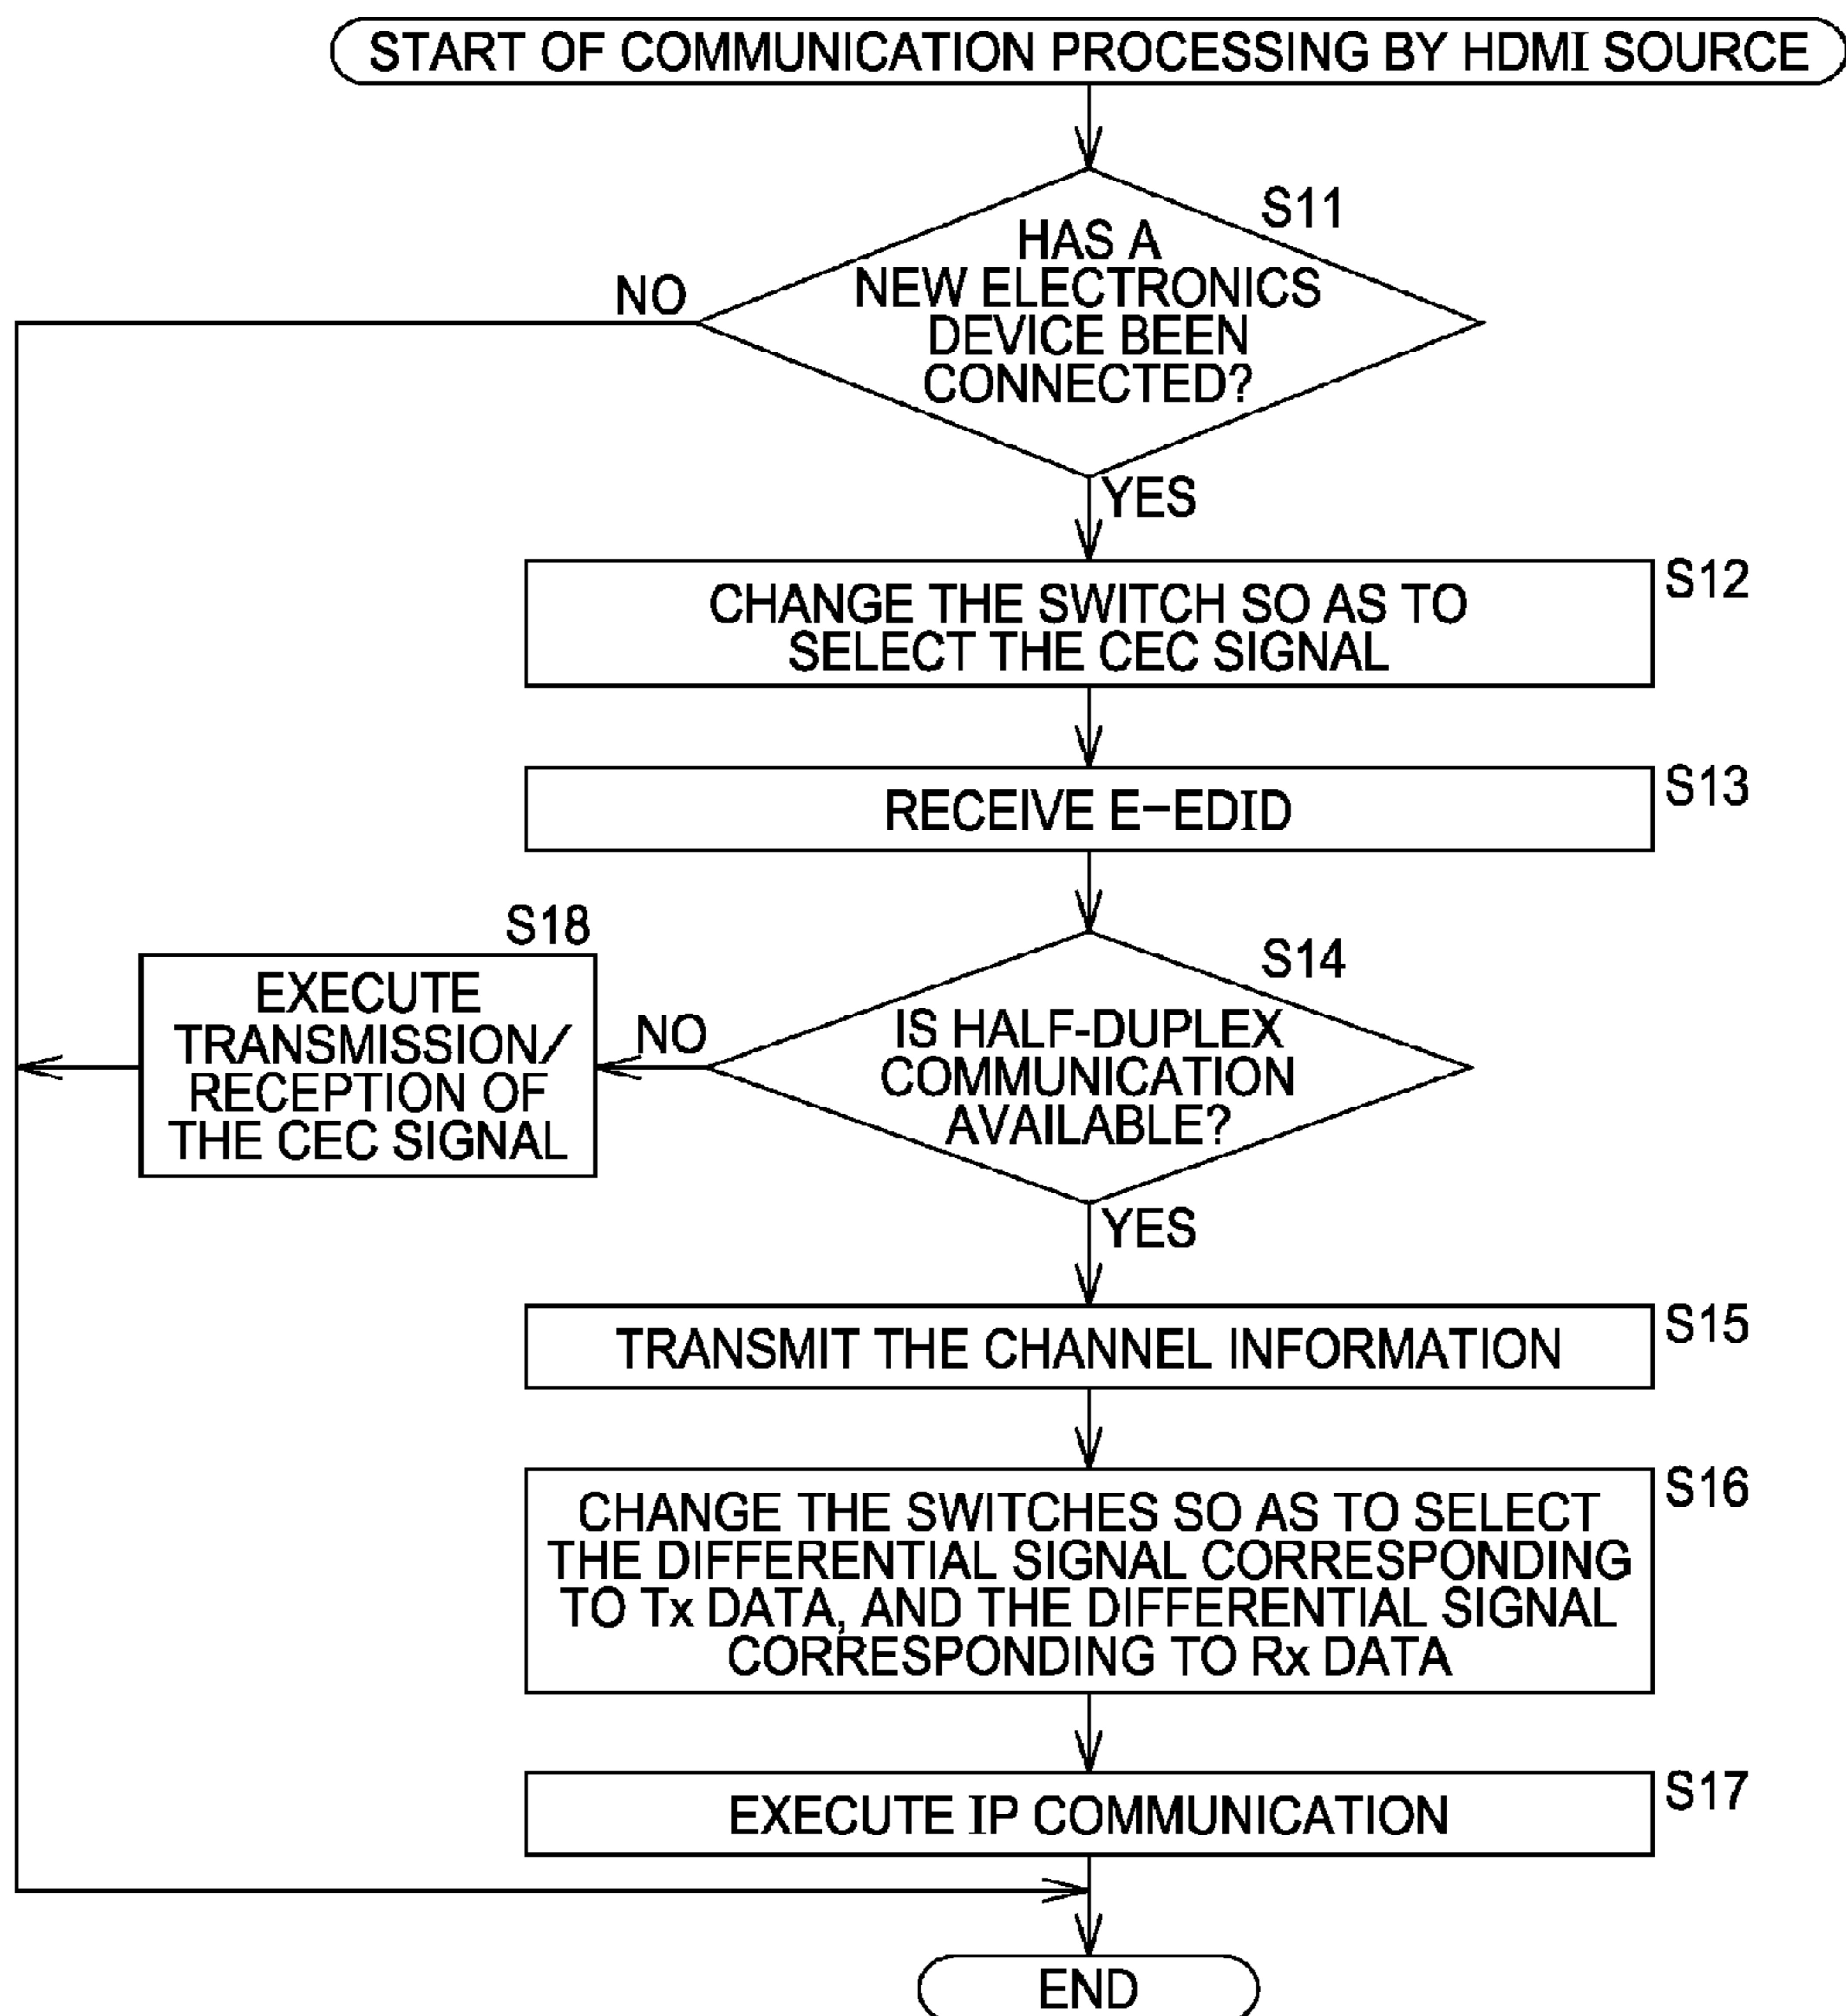 START OF COMMUNICATION PROCESSING BY HDMI SOURCE
S11
HAS A
NEW ELECTRONICS
DEVICE BEEN
CONNECTED?
NO
YES
S12
CHANGE THE SWITCH SO AS TO
SELECT THE CEC SIGNAL
S13
RECEIVE E-EDID
S14
IS HALF-DUPLEX
COMMUNICATION
AVAILABLE?
NO
S18
EXECUTE
TRANSMISSION/
RECEPTION OF
THE CEC SIGNAL
YES
S15
TRANSMIT THE CHANNEL INFORMATION
S16
CHANGE THE SWITCHES SO AS TO SELECT
THE DIFFERENTIAL SIGNAL CORRESPONDING
TO Tx DATA, AND THE DIFFERENTIAL SIGNAL
CORRESPONDING TO Rx DATA
S17
EXECUTE IP COMMUNICATION
END